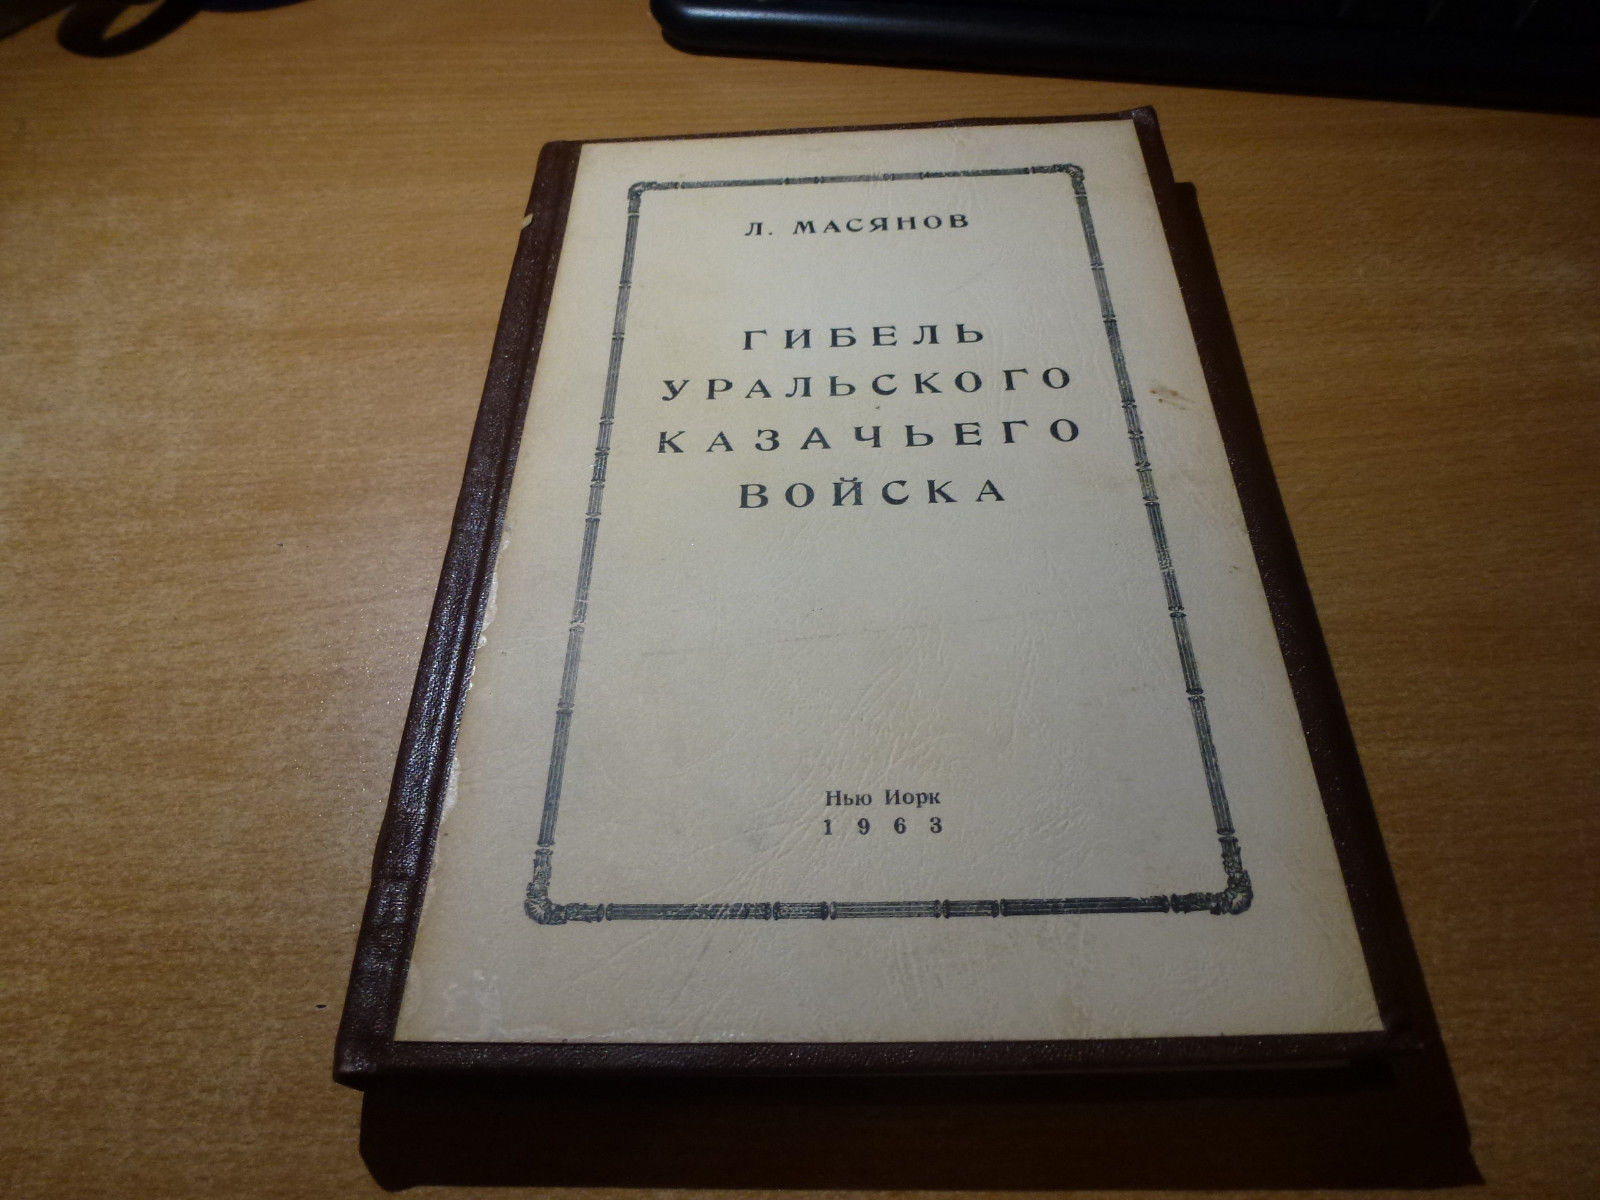 Л. МАСЯНОВ
ГИБЕЛЬ
УРАЛЬСКОГО
КАЗАЧЬЕГО
ВОЙСКА
Нью Иорк
1963